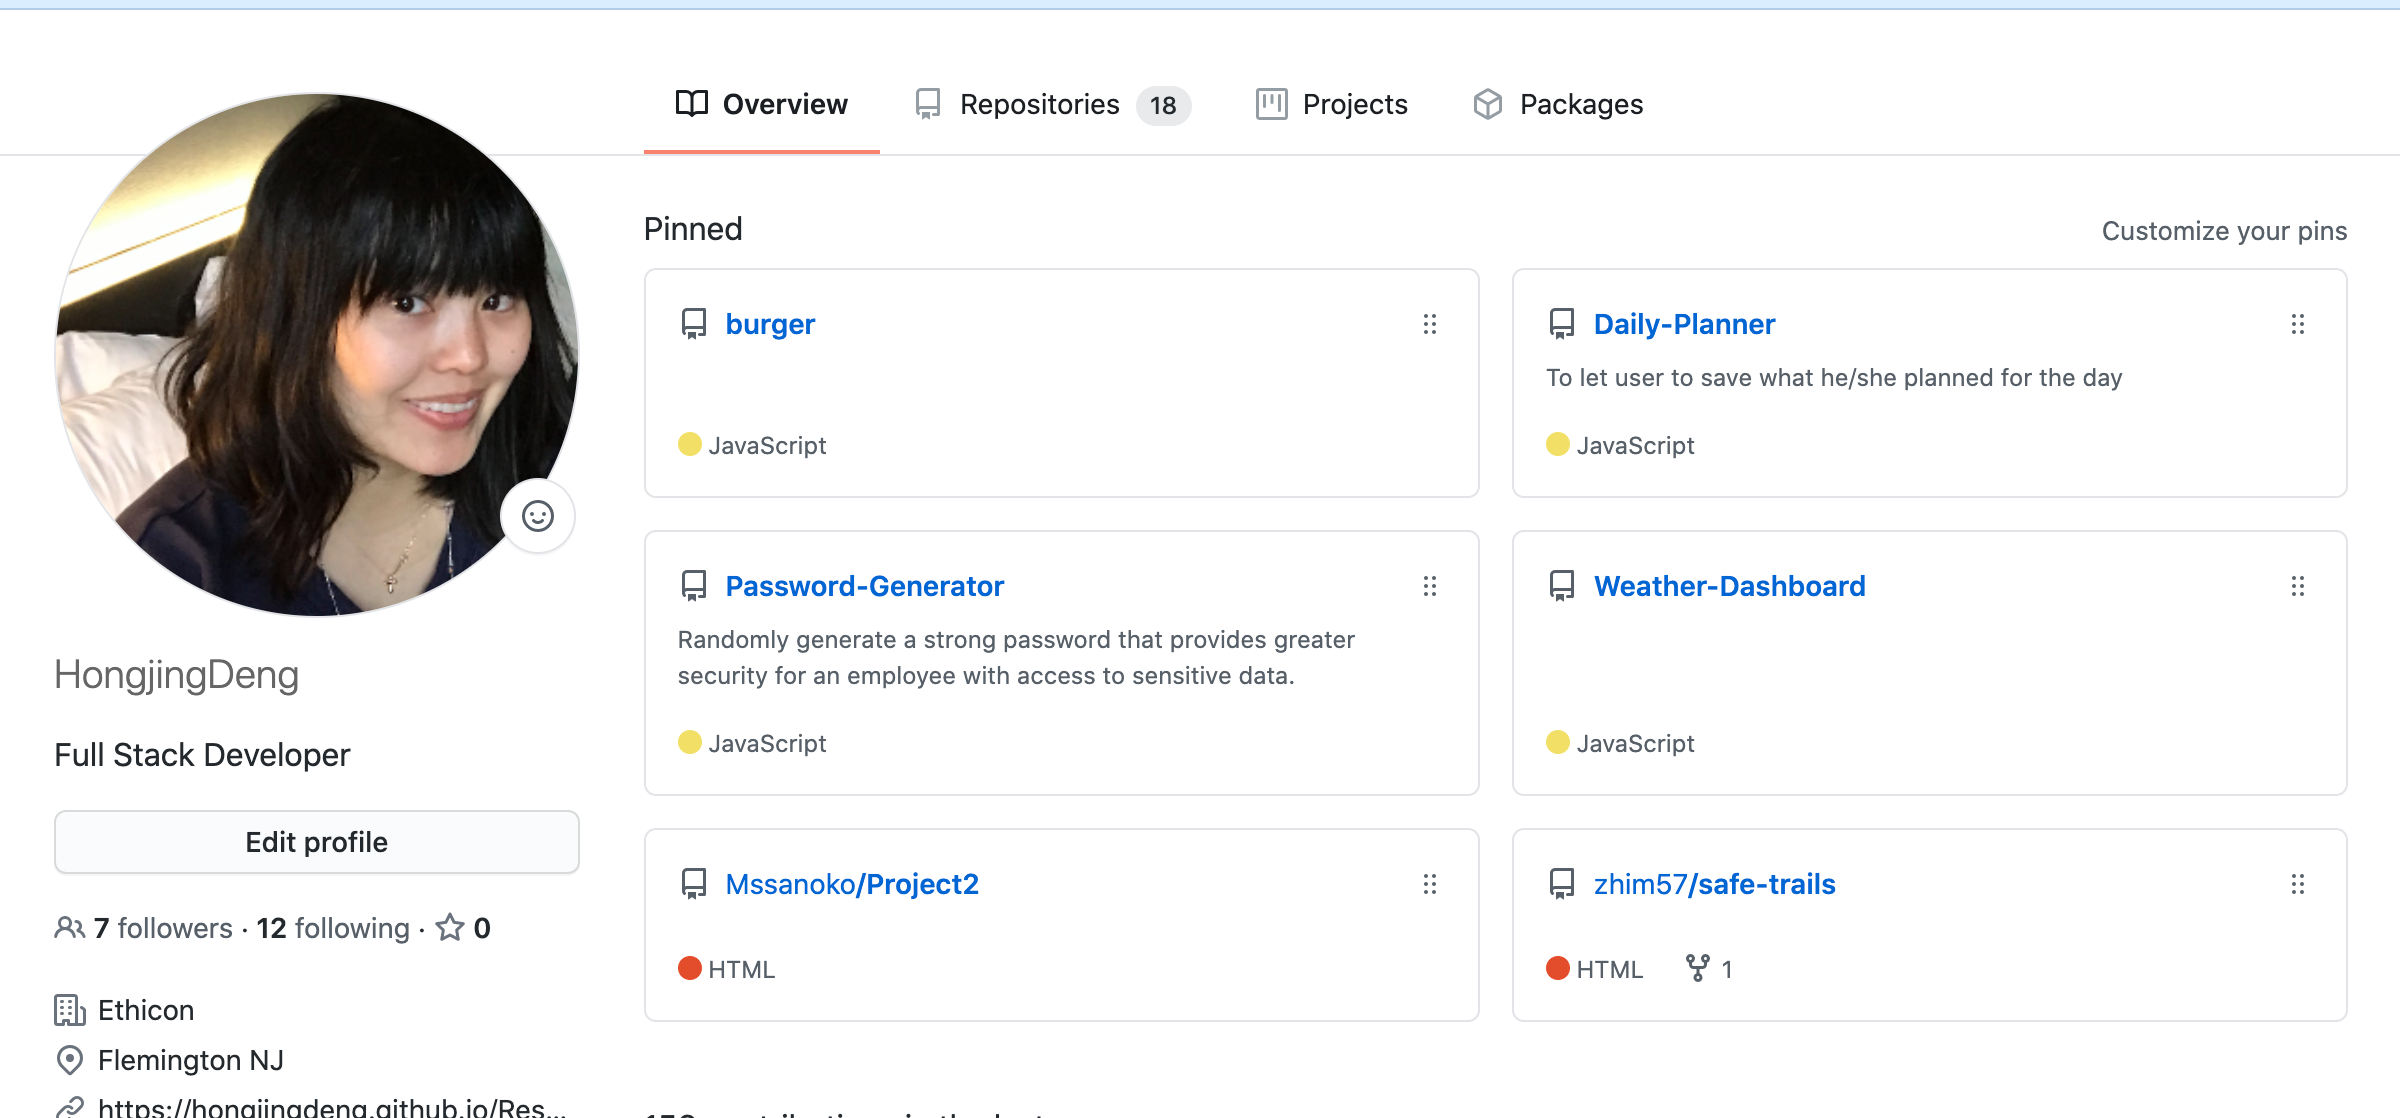 Overview Repositories 18 Projects Packages
Pinned
Customize your pins
burger
JavaScript
Daily-Planner
To let user to save what he/she planned for the day
JavaScript
Password-Generator
Randomly generate a strong password that provides greater
security for an employee with access to sensitive data.
JavaScript
Weather-Dashboard
JavaScript
Mssanoko/Project2
HTML
zhim57/safe-trails
HTML 1
HongjingDeng
Full Stack Developer
Edit profile
7 followers · 12 following · 0
Ethicon
Flemington NJ
https://hongjingdeng.github.io/Res...